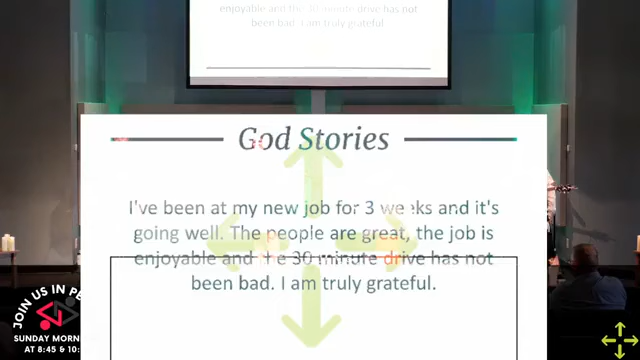 enjoyable and the 30 minute drive has not
been bad. I am truly grateful.
God Stories
I've been at my new job for 3 weeks and it's
going well. The people are great, the job is
enjoyable and the 30 minute drive has not
been bad. I am truly grateful.
JOIN US IN PE
SUNDAY MORN
AT 8:45 & 10: